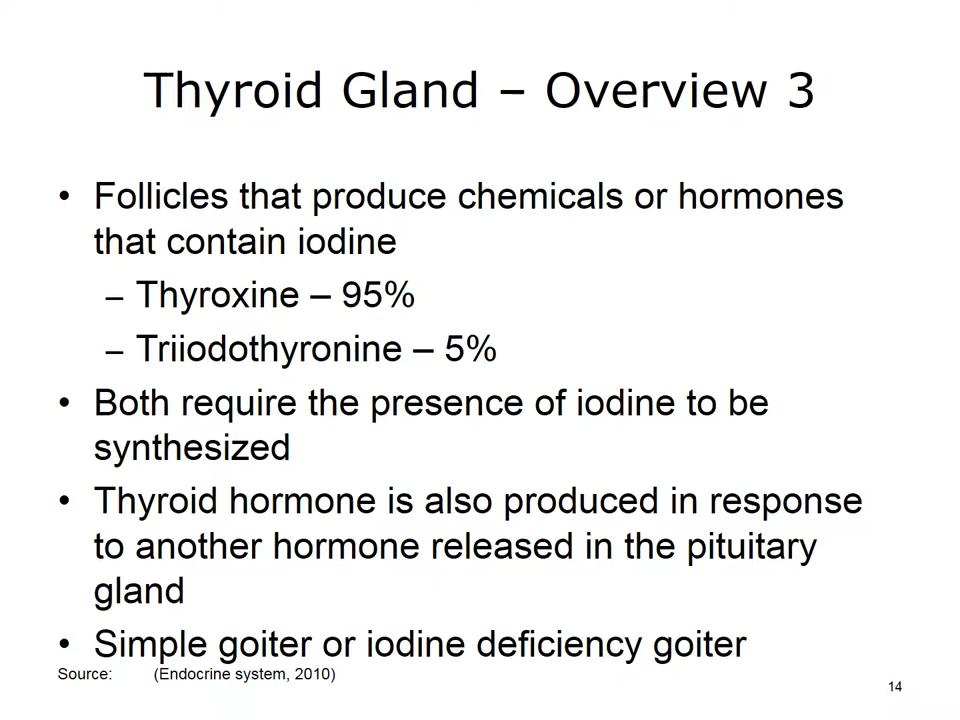 Thyroid Gland – Overview 3
• Follicles that produce chemicals or hormones
that contain iodine
– Thyroxine – 95%
– Triiodothyronine – 5%
• Both require the presence of iodine to be
synthesized
• Thyroid hormone is also produced in response
to another hormone released in the pituitary
gland
• Simple goiter or iodine deficiency goiter
Source: (Endocrine system, 2010)
14